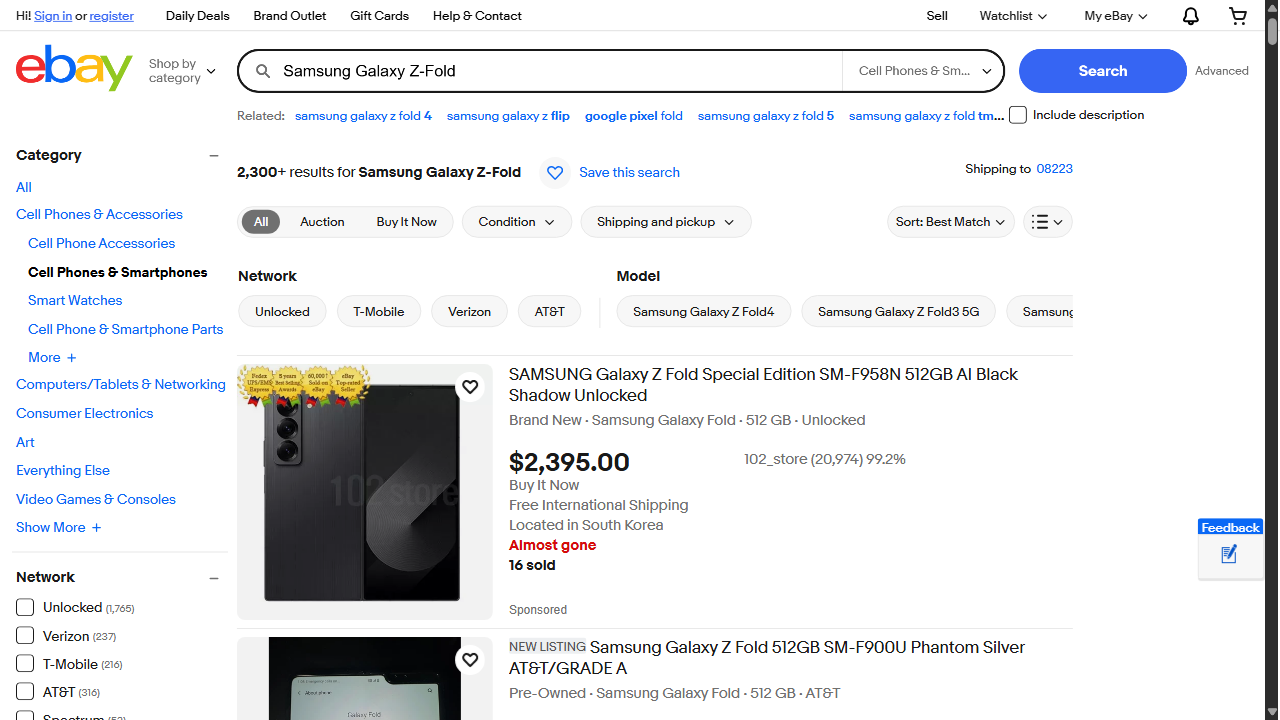 Hi! Sign in or register
Daily Deals
Brand Outlet
Gift Cards
Help & Contact
Sell
Watchlist
My eBay
ebay
Shop by category
Samsung Galaxy Z-Fold
Cell Phones & Sm...
Search
Advanced
Related:
samsung galaxy z fold 4
samsung galaxy z flip
google pixel fold
samsung galaxy z fold 5
samsung galaxy z fold tm...
Include description
Category
All
Cell Phones & Accessories
Cell Phone Accessories
Cell Phones & Smartphones
Smart Watches
Cell Phone & Smartphone Parts
More
Computers/Tablets & Networking
Consumer Electronics
Art
Everything Else
Video Games & Consoles
Show More
Network
Unlocked (1,765)
Verizon (237)
T-Mobile (216)
AT&T (316)
Spectrum (52)
2,300+ results for Samsung Galaxy Z-Fold
Save this search
Shipping to 08223
All
Auction
Buy It Now
Condition
Shipping and pickup
Sort: Best Match
Network
Unlocked
T-Mobile
Verizon
AT&T
Model
Samsung Galaxy Z Fold4
Samsung Galaxy Z Fold3 5G
Samsung
Fedex UPS/EMS Express
8 years Best Selling Awards
60,000↑ Sold on eBay
eBay Top-rated Seller
102 store
SAMSUNG Galaxy Z Fold Special Edition SM-F958N 512GB AI Black
Shadow Unlocked
Brand New · Samsung Galaxy Fold · 512 GB · Unlocked
$2,395.00
102_store (20,974) 99.2%
Buy It Now
Free International Shipping
Located in South Korea
Almost gone
16 sold
Sponsored
About phone
Galaxy Fold
NEW LISTING Samsung Galaxy Z Fold 512GB SM-F900U Phantom Silver
AT&T/GRADE A
Pre-Owned · Samsung Galaxy Fold · 512 GB · AT&T
Feedback